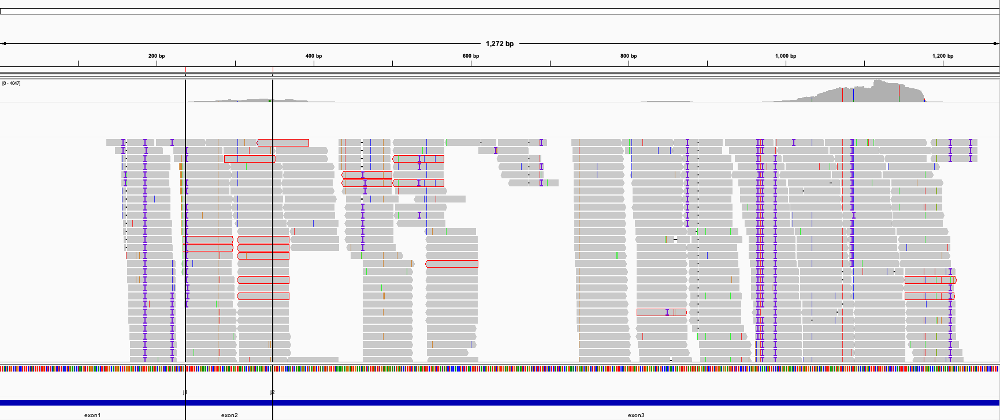 1,272 bp
200 bp 400 bp 600 bp 800 bp 1,000 bp 1,200 bp
[0 - 4047]
j1 j2
exon1 exon2 exon3